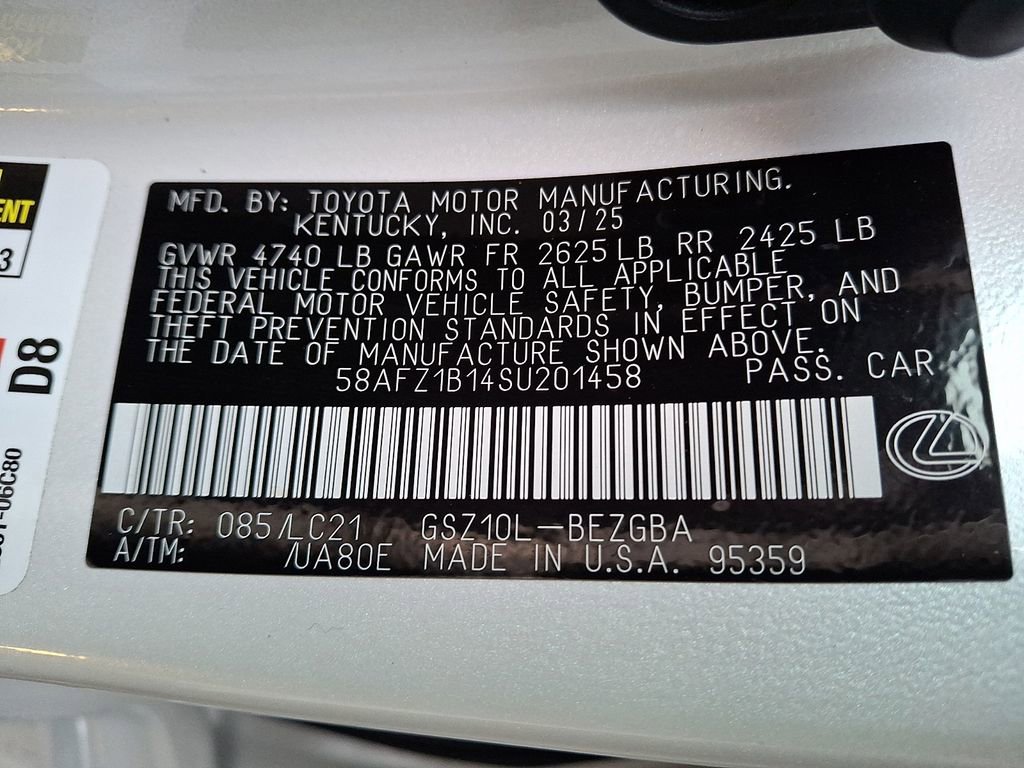 MFD. BY: TOYOTA MOTOR MANUFACTURING.
KENTUCKY, INC. 03/25
GVWR 4740 LB GAWR FR 2625 LB RR 2425 LB
THIS VEHICLE CONFORMS TO ALL APPLICABLE
FEDERAL MOTOR VEHICLE SAFETY, BUMPER, AND
THEFT PREVENTION STANDARDS IN EFFECT ON
THE DATE OF MANUFACTURE SHOWN ABOVE.
58AFZ1B14SU201458 PASS. CAR
C/TR: 085/LC21 GSZ10L-BEZGBA
A/TM: /UA80E MADE IN U.S.A. 95359
3
D8